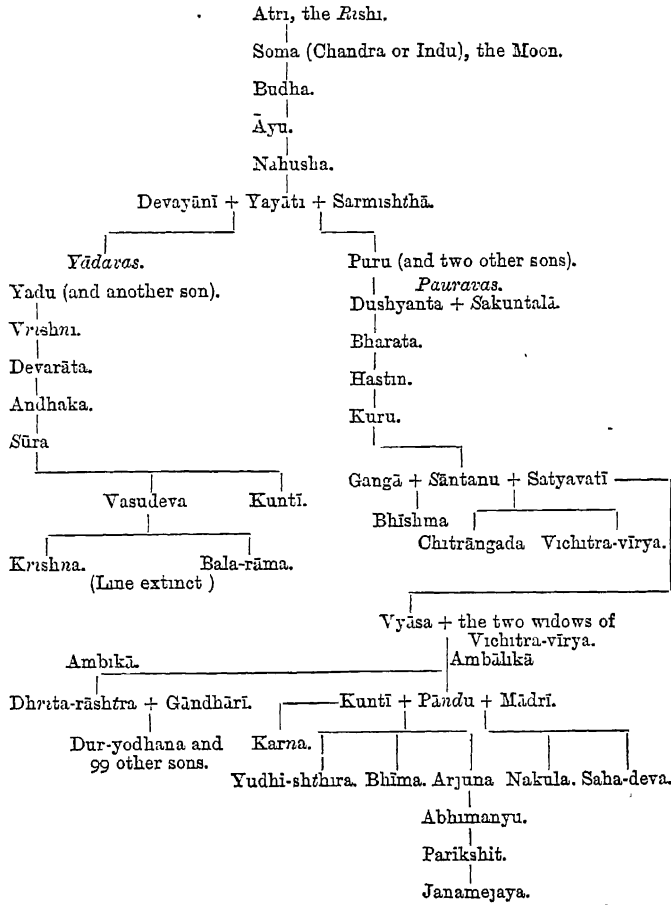 Atri, the Rishi.
Soma (Chandra or Indu), the Moon.
Budha.
Āyu.
Nahusha.
Devayānī + Yayāti + Sarmishthā.
Yādavas.
Puru (and two other sons).
Yadu (and another son).
Pauravas.
Dushyanta + Sakuntalā.
Vrishni.
Bharata.
Devarāta.
Hastin.
Andhaka.
Kuru.
Sūra
Gangā + Sāntanu + Satyavatī
Vasudeva
Kuntī.
Bhīshma
Chitrāngada
Vichitra-vīrya.
Krishna.
Bala-rāma.
(Line extinct)
Vyāsa + the two widows of
Vichitra-vīrya.
Ambikā.
Ambālikā
Dhrita-rāshtra + Gāndhārī.
Kuntī + Pāndu + Mādrī.
Dur-yodhana and
99 other sons.
Karna.
Yudhi-shthira. Bhīma. Arjuna Nakula. Saha-deva.
Abhimanyu.
Parikshit.
Janamejaya.